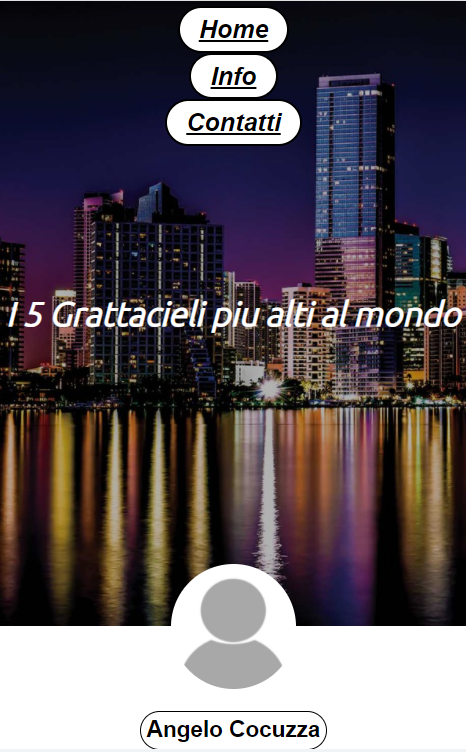 Home
Info
Contatti
I 5 Grattacieli piu alti al mondo
Angelo Cocuzza